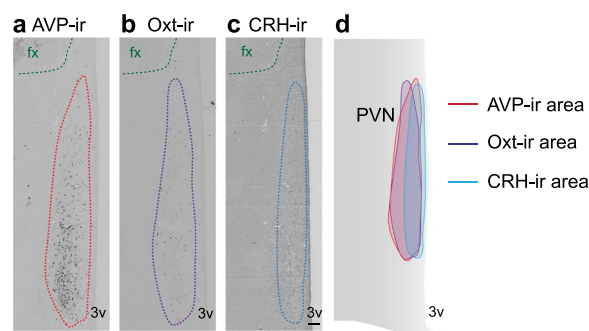 a AVP-ir
b Oxt-ir
c CRH-ir
d
fx
fx
fx
PVN
AVP-ir area
Oxt-ir area
CRH-ir area
3v
3v
3v
3v